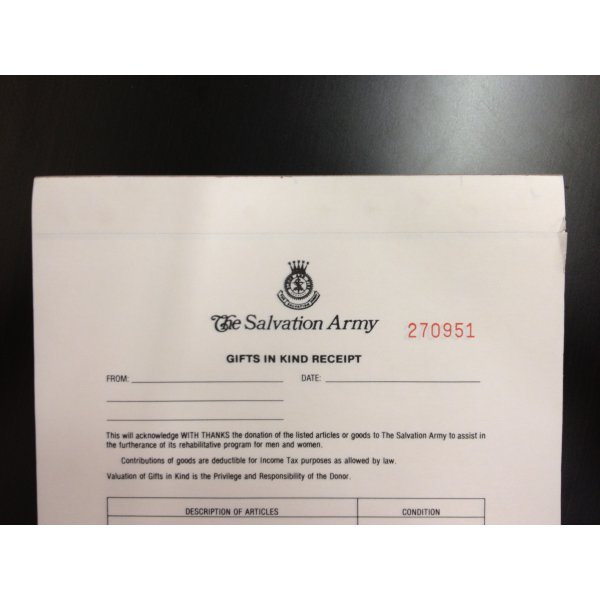 The Salvation Army
270951
GIFTS IN KIND RECEIPT
FROM: DATE:
This will acknowledge WITH THANKS the donation of the listed articles or goods to The Salvation Army to assist in
the furtherance of its rehabilitative program for men and women.
Contributions of goods are deductible for Income Tax purposes as allowed by law.
Valuation of Gifts in Kind is the Privilege and Responsibility of the Donor.
DESCRIPTION OF ARTICLES CONDITION